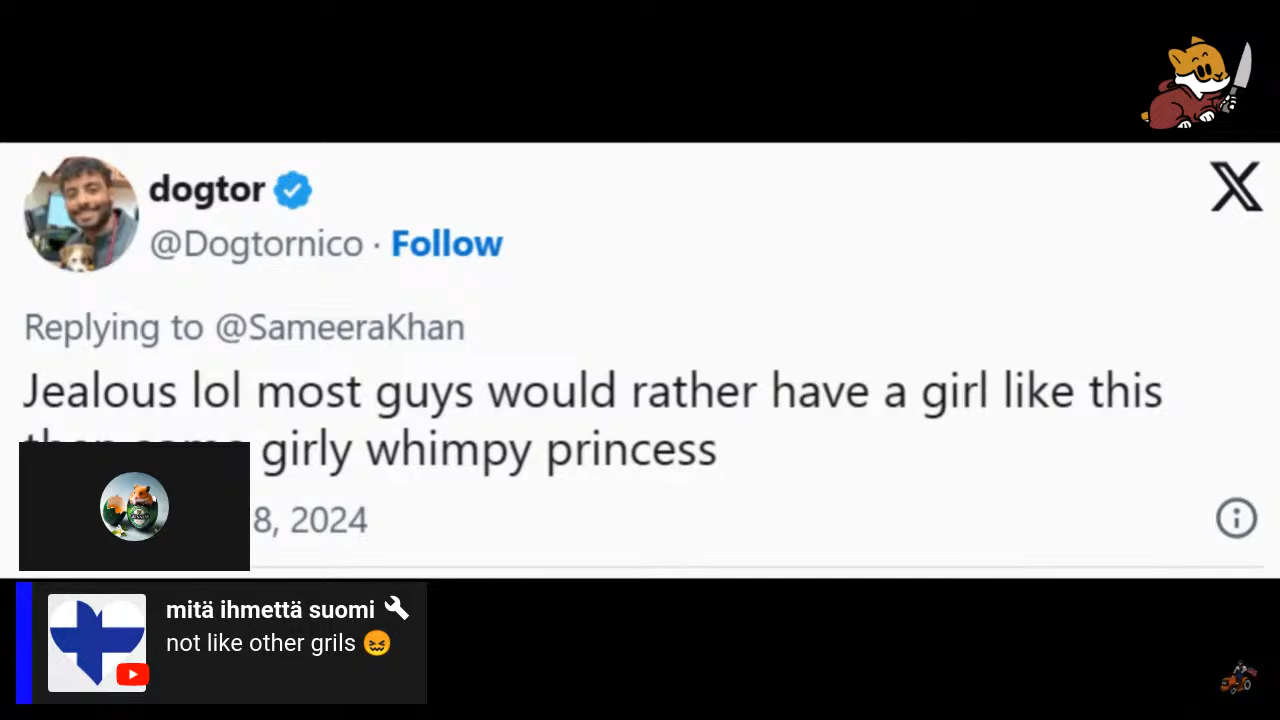 dogtor
@Dogtornico · Follow
Replying to @SameeraKhan
Jealous lol most guys would rather have a girl like this
girly whimpy princess
8, 2024
mitä ihmettä suomi
not like other grils 😖